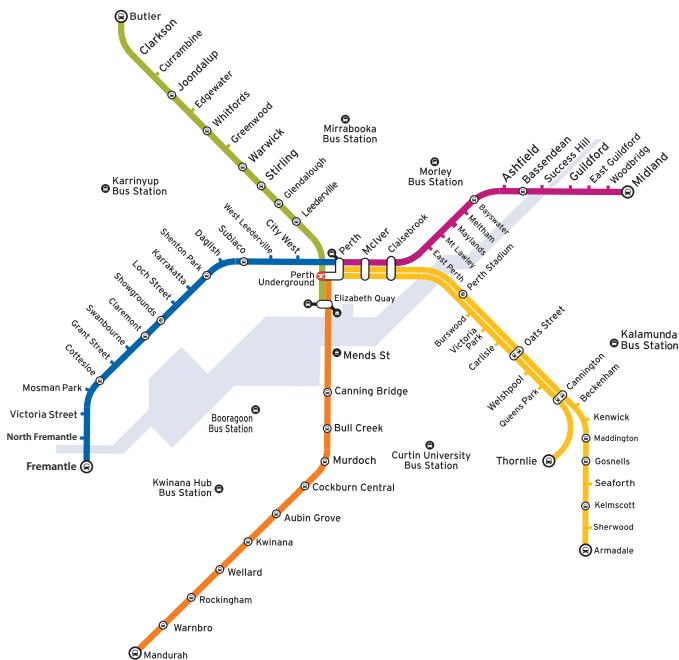 Butler
Clarkson
Currambine
Joondalup
Edgewater
Whitfords
Greenwood
Warwick
Stirling
Glendalough
Leederville
Mirrabooka
Bus Station
Karrinyup
Bus Station
Morley
Bus Station
Ashfield
Bassendean
Success Hill
Guildford
East Guildford
Woodbridg
Midland
Bayswater
Meltham
Maylands
Mt Lawley
East Perth
Perth
McIver
Claisebrook
City West
West Leederville
Subiaco
Daglish
Shenton Park
Karrakatta
Loch Street
Showgrounds
Claremont
Swanbourne
Grant Street
Cottesloe
Mosman Park
Victoria Street
North Fremantle
Fremantle
Perth
Underground
Elizabeth Quay
Mends St
Canning Bridge
Bull Creek
Murdoch
Cockburn Central
Aubin Grove
Kwinana
Wellard
Rockingham
Warnbro
Mandurah
Booragoon
Bus Station
Kwinana Hub
Bus Station
Curtin University
Bus Station
Kalamunda
Bus Station
Perth Stadium
Burswood
Victoria
Park
Carlisle
Oats Street
Welshpool
Queens Park
Cannington
Beckenham
Thornlie
Kenwick
Maddington
Gosnells
Seaforth
Kelmscott
Sherwood
Armadale